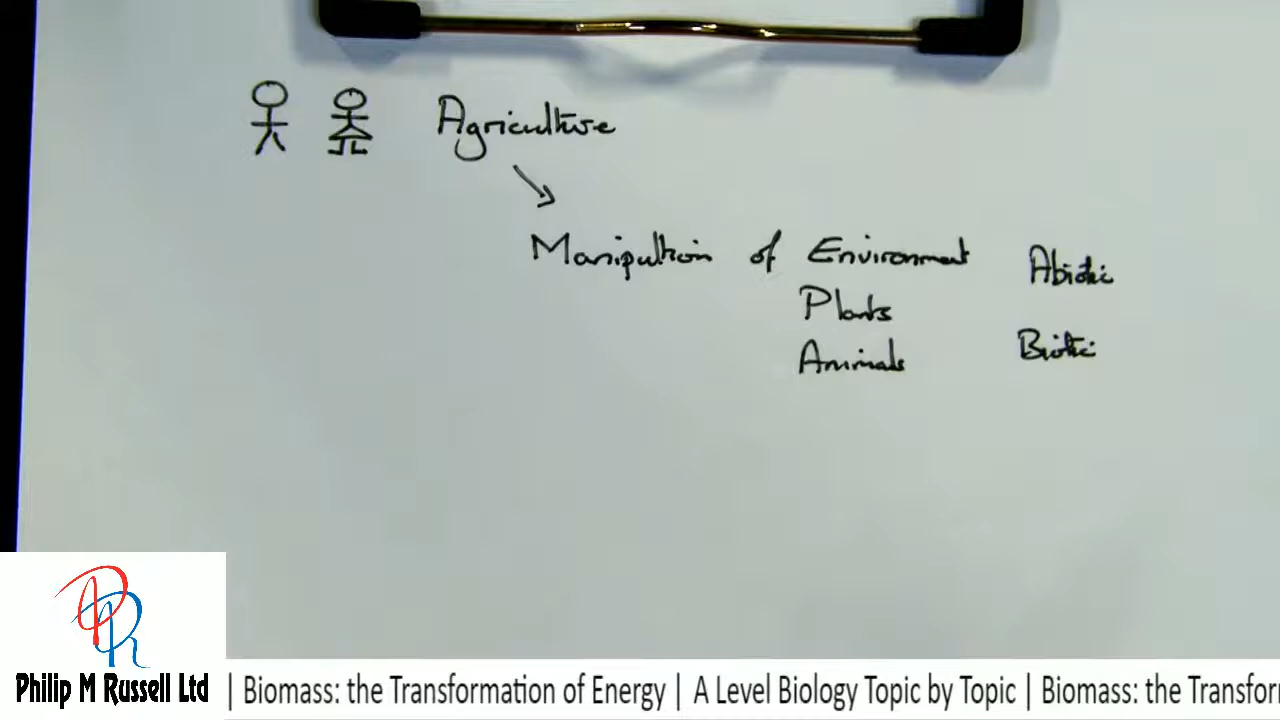 Agriculture
Manipultion of Environment Abiotic
Plants
Animals Biotic
Philip M Russell Ltd
| Biomass: the Transformation of Energy | A Level Biology Topic by Topic | Biomass: the Transfor